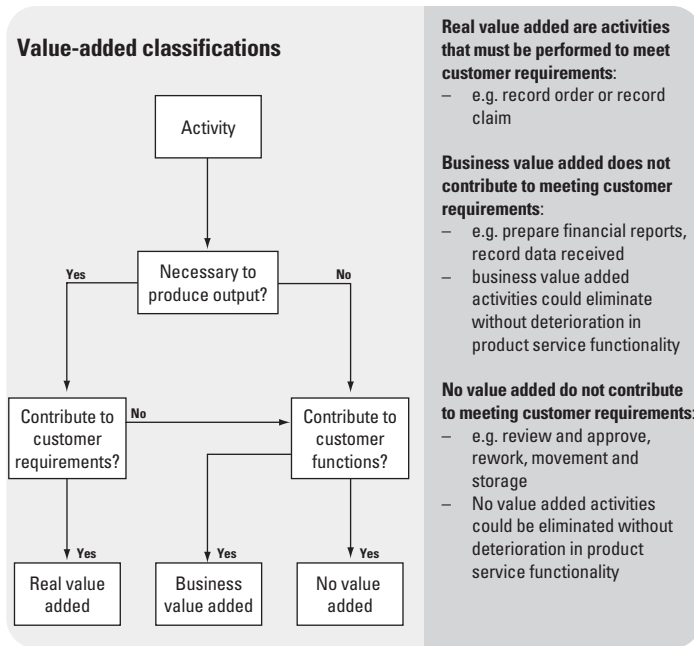 Value-added classifications
Activity
Necessary to
produce output?
Yes
No
Contribute to
customer
requirements?
No
Contribute to
customer
functions?
Yes
Yes
Yes
Real value
added
Business
value added
No value
added
Real value added are activities
that must be performed to meet
customer requirements:
– e.g. record order or record
claim
Business value added does not
contribute to meeting customer
requirements:
– e.g. prepare financial reports,
record data received
– business value added
activities could eliminate
without deterioration in
product service functionality
No value added do not contribute
to meeting customer requirements:
– e.g. review and approve,
rework, movement and
storage
– No value added activities
could be eliminated without
deterioration in product
service functionality